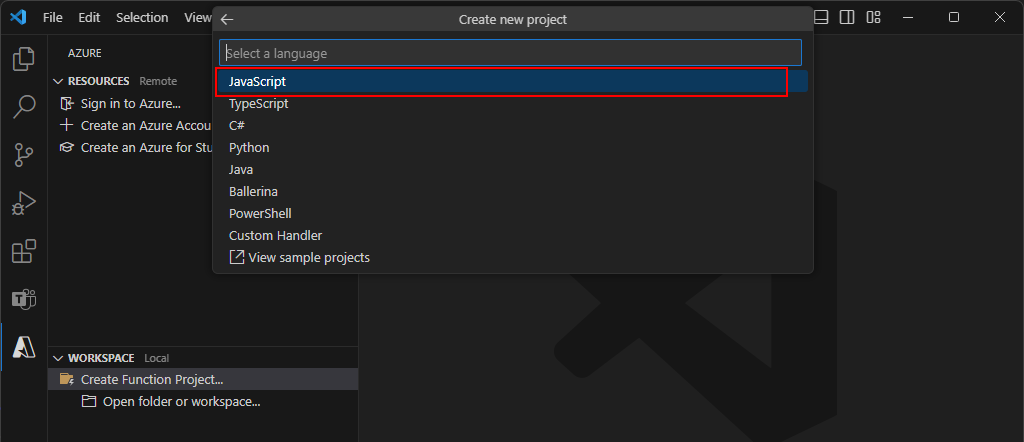 File Edit Selection View
Create new project
AZURE
Select a language
RESOURCES Remote
JavaScript
Sign in to Azure...
TypeScript
Create an Azure Accou
C#
Create an Azure for Stu
Python
Java
Ballerina
PowerShell
Custom Handler
View sample projects
WORKSPACE Local
Create Function Project...
Open folder or workspace...